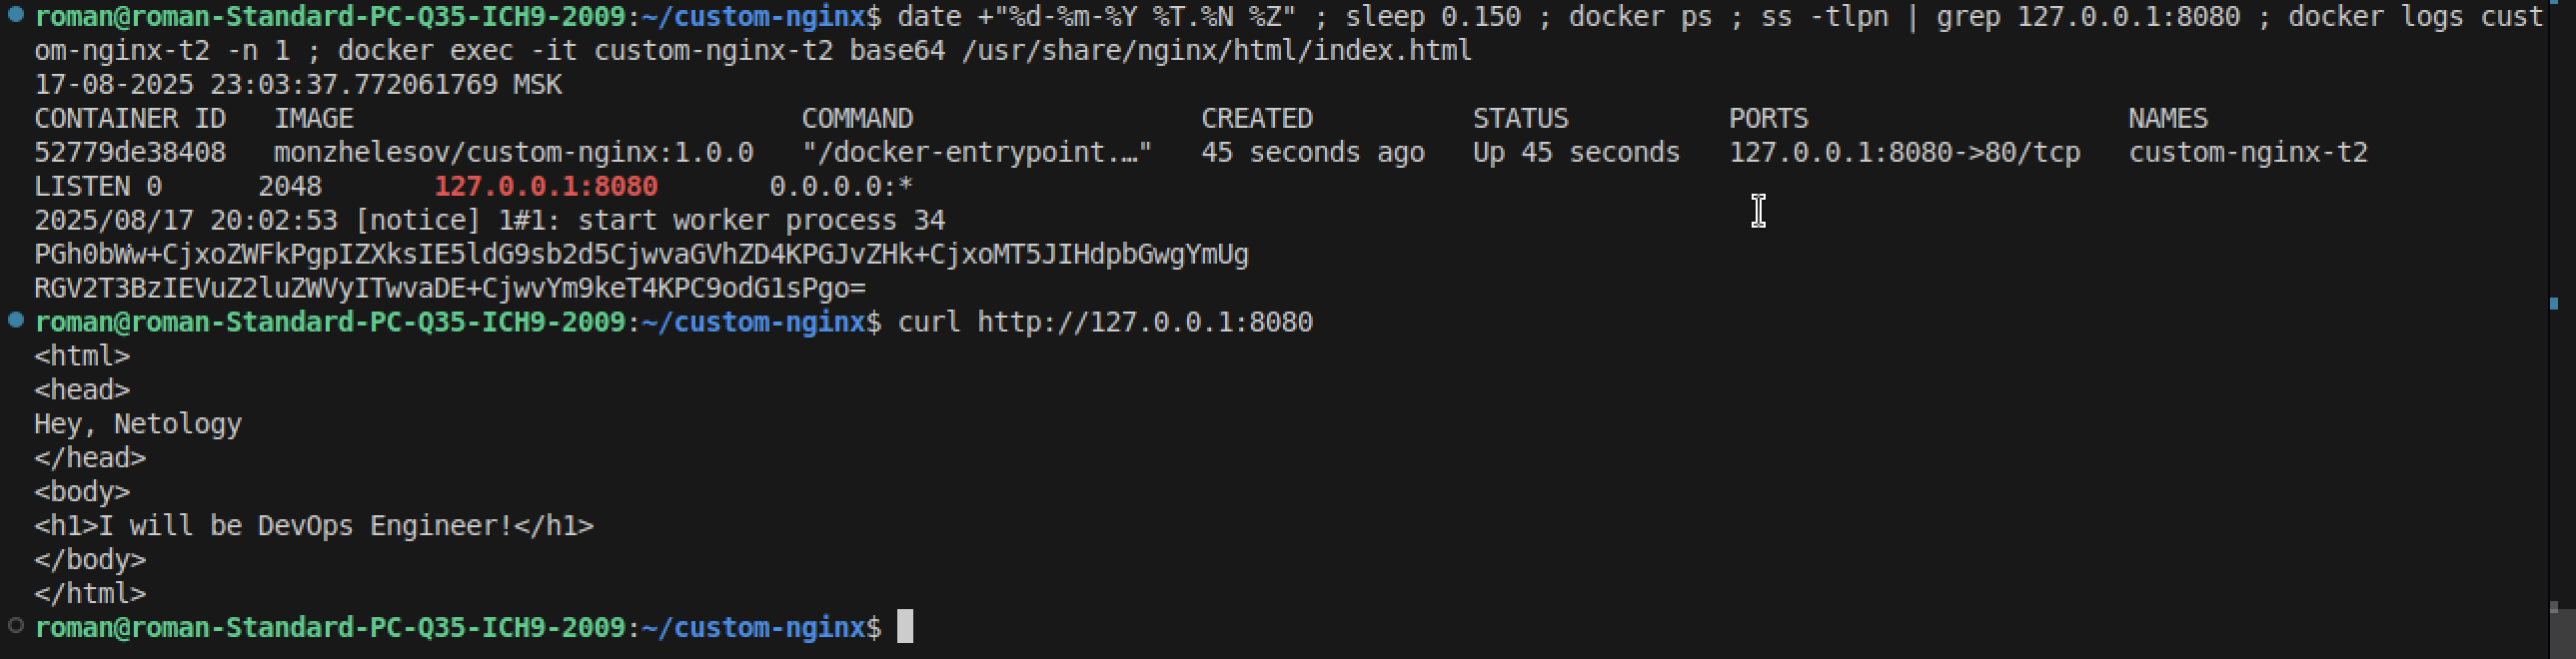 roman@roman-Standard-PC-Q35-ICH9-2009:~/custom-nginx$ date +"%d-%m-%Y %T.%N %Z" ; sleep 0.150 ; docker ps ; ss -tlpn | grep 127.0.0.1:8080 ; docker logs cust
om-nginx-t2 -n 1 ; docker exec -it custom-nginx-t2 base64 /usr/share/nginx/html/index.html
17-08-2025 23:03:37.772061769 MSK
CONTAINER ID   IMAGE                            COMMAND                  CREATED          STATUS          PORTS                    NAMES
52779de38408   monzhelesov/custom-nginx:1.0.0   "/docker-entrypoint.…"   45 seconds ago   Up 45 seconds   127.0.0.1:8080->80/tcp   custom-nginx-t2
LISTEN 0      2048       127.0.0.1:8080       0.0.0.0:*
2025/08/17 20:02:53 [notice] 1#1: start worker process 34
PGh0bWw+CjxoZWFkPgpIZXksIE5ldG9sb2d5CjwvaGVhZD4KPGJvZHk+CjxoMT5JIHdpbGwgYmUg
RGV2T3BzIEVuZ2luZWVyITwvaDE+CjwvYm9keT4KPC9odG1sPgo=
roman@roman-Standard-PC-Q35-ICH9-2009:~/custom-nginx$ curl http://127.0.0.1:8080
<html>
<head>
Hey, Netology
</head>
<body>
<h1>I will be DevOps Engineer!</h1>
</body>
</html>
roman@roman-Standard-PC-Q35-ICH9-2009:~/custom-nginx$